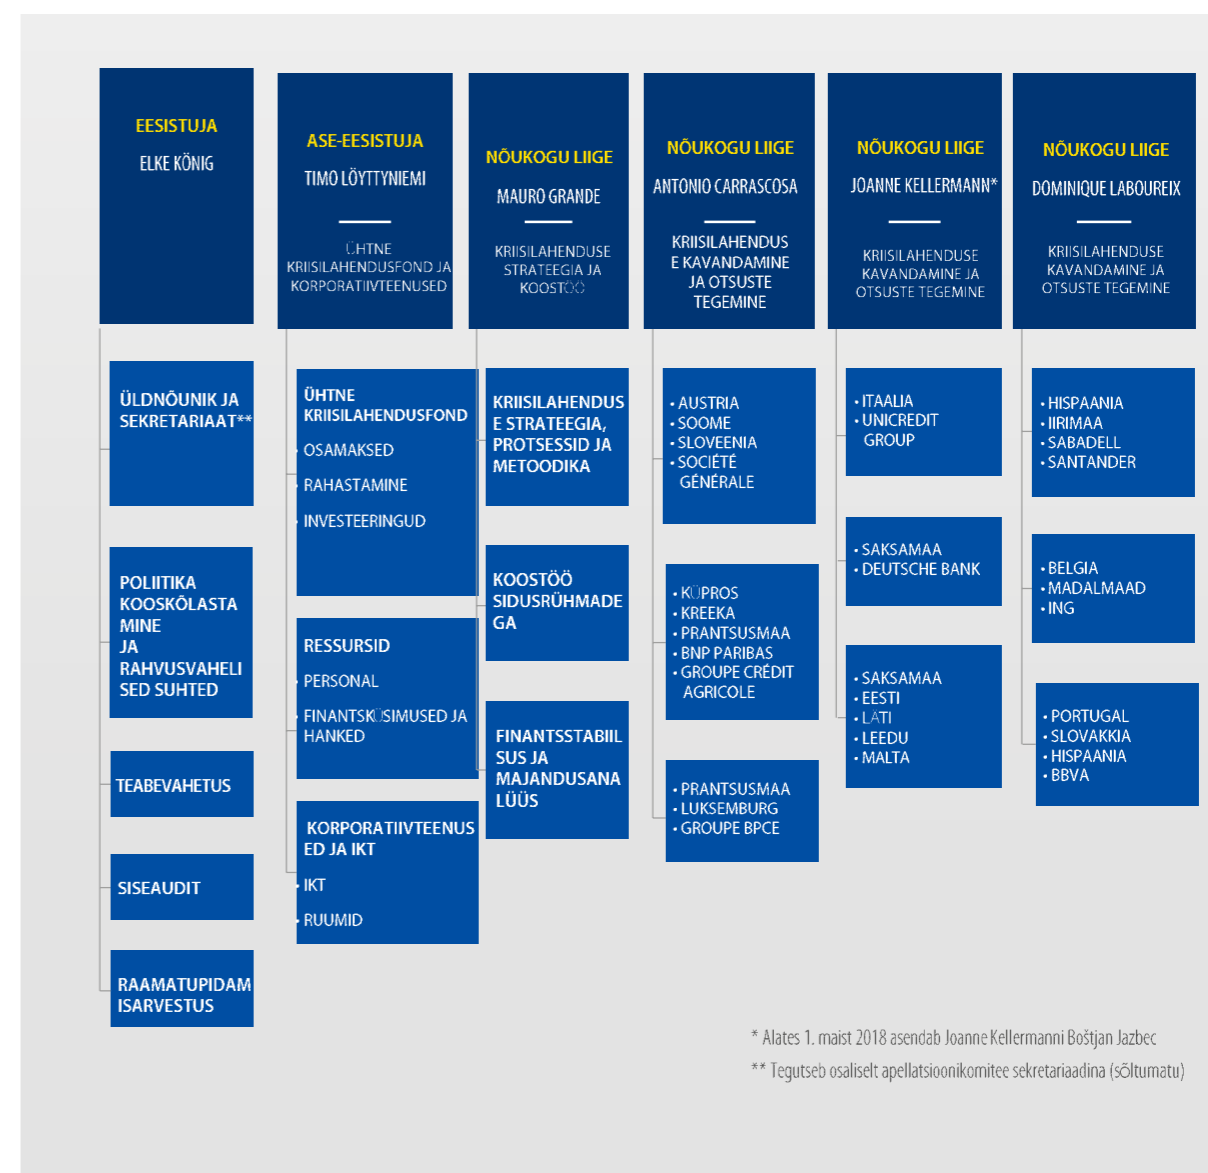 EESISTUJA
ELKE KÖNIG
ÜLDNÕUNIK JA
SEKRETARIAAT**
POLIITIKA
KOOSKÕLASTA
MINE
JA
RAHVUSVAHELI
SED SUHTED
TEABEVAHETUS
SISEAUDIT
RAAMATUPIDAM
ISARVESTUS
ASE-EESISTUJA
TIMO LÖYTTYNIEMI
ÜHTNE
KRIISILAHENDUSFOND JA
KORPORATIIVTEENUSED
ÜHTNE
KRIISILAHENDUSFOND
• OSAMAKSED
• RAHASTAMINE
• INVESTEERINGUD
RESSURSID
• PERSONAL
• FINANTSKÜSIMUSED JA
HANKED
KORPORATIIVTEENUS
ED JA IKT
• IKT
• RUUMID
NÕUKOGU LIIGE
MAURO GRANDE
KRIISILAHENDUSE
STRATEEGIA JA
KOOSTÖÖ
KRIISILAHENDUS
E STRATEEGIA,
PROTSESSID JA
METOODIKA
KOOSTÖÖ
SIDUSRÜHMADE
GA
FINANTSSTABIIL
SUS JA
MAJANDUSANA
LÜÜS
NÕUKOGU LIIGE
ANTONIO CARRASCOSA
KRIISILAHENDUS
E KAVANDAMINE
JA OTSUSTE
TEGEMINE
• AUSTRIA
• SOOME
• SLOVEENIA
• SOCIÉTÉ
GÉNÉRALE
• KÜPROS
• KREEKA
• PRANTSUSMAA
• BNP PARIBAS
• GROUPE CRÉDIT
AGRICOLE
• PRANTSUSMAA
• LUKSEMBURG
• GROUPE BPCE
NÕUKOGU LIIGE
JOANNE KELLERMANN*
KRIISILAHENDUSE
KAVANDAMINE JA
OTSUSTE TEGEMINE
• ITAALIA
• UNICREDIT
GROUP
• SAKSAMAA
• DEUTSCHE BANK
• SAKSAMAA
• EESTI
• LÄTI
• LEEDU
• MALTA
NÕUKOGU LIIGE
DOMINIQUE LABOUREIX
KRIISILAHENDUSE
KAVANDAMINE JA
OTSUSTE TEGEMINE
• HISPAANIA
• IIRIMAA
• SABADELL
• SANTANDER
• BELGIA
• MADALMAAD
• ING
• PORTUGAL
• SLOVAKKIA
• HISPAANIA
• BBVA
* Alates 1. maist 2018 asendab Joanne Kellermanni Boštjan Jazbec
** Tegutseb osaliselt apellatsioonikomitee sekretariaadina (sõltumatu)